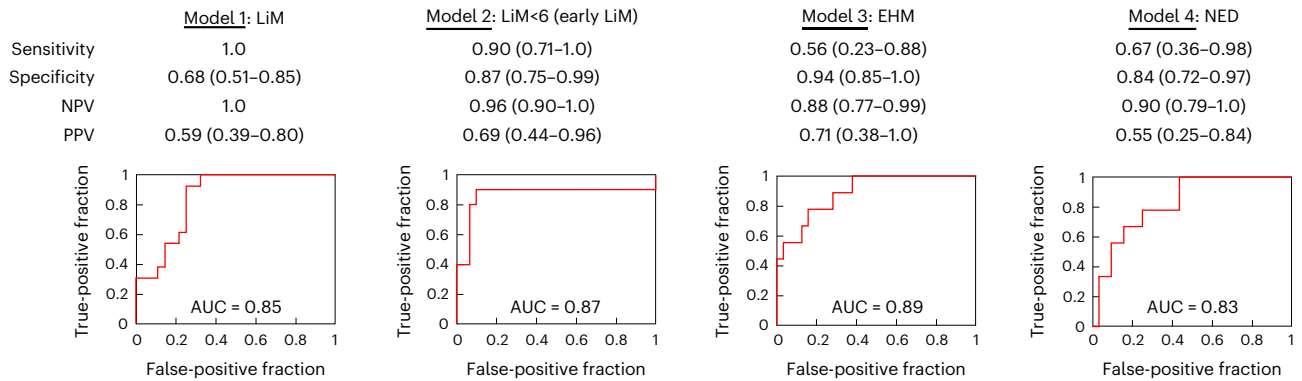 Model 1: LiM Model 2: LiM<6 (early LiM) Model 3: EHM Model 4: NED
Sensitivity 1.0 0.90 (0.71–1.0) 0.56 (0.23–0.88) 0.67 (0.36–0.98)
Specificity 0.68 (0.51–0.85) 0.87 (0.75–0.99) 0.94 (0.85–1.0) 0.84 (0.72–0.97)
NPV 1.0 0.96 (0.90–1.0) 0.88 (0.77–0.99) 0.90 (0.79–1.0)
PPV 0.59 (0.39–0.80) 0.69 (0.44–0.96) 0.71 (0.38–1.0) 0.55 (0.25–0.84)
True-positive fraction
1
0.8
0.6
0.4
0.2
0
AUC = 0.85
0 0.2 0.4 0.6 0.8 1
False-positive fraction
True-positive fraction
1
0.8
0.6
0.4
0.2
0
AUC = 0.87
0 0.2 0.4 0.6 0.8 1
False-positive fraction
True-positive fraction
1
0.8
0.6
0.4
0.2
0
AUC = 0.89
0 0.2 0.4 0.6 0.8 1
False-positive fraction
True-positive fraction
1
0.8
0.6
0.4
0.2
0
AUC = 0.83
0 0.2 0.4 0.6 0.8 1
False-positive fraction